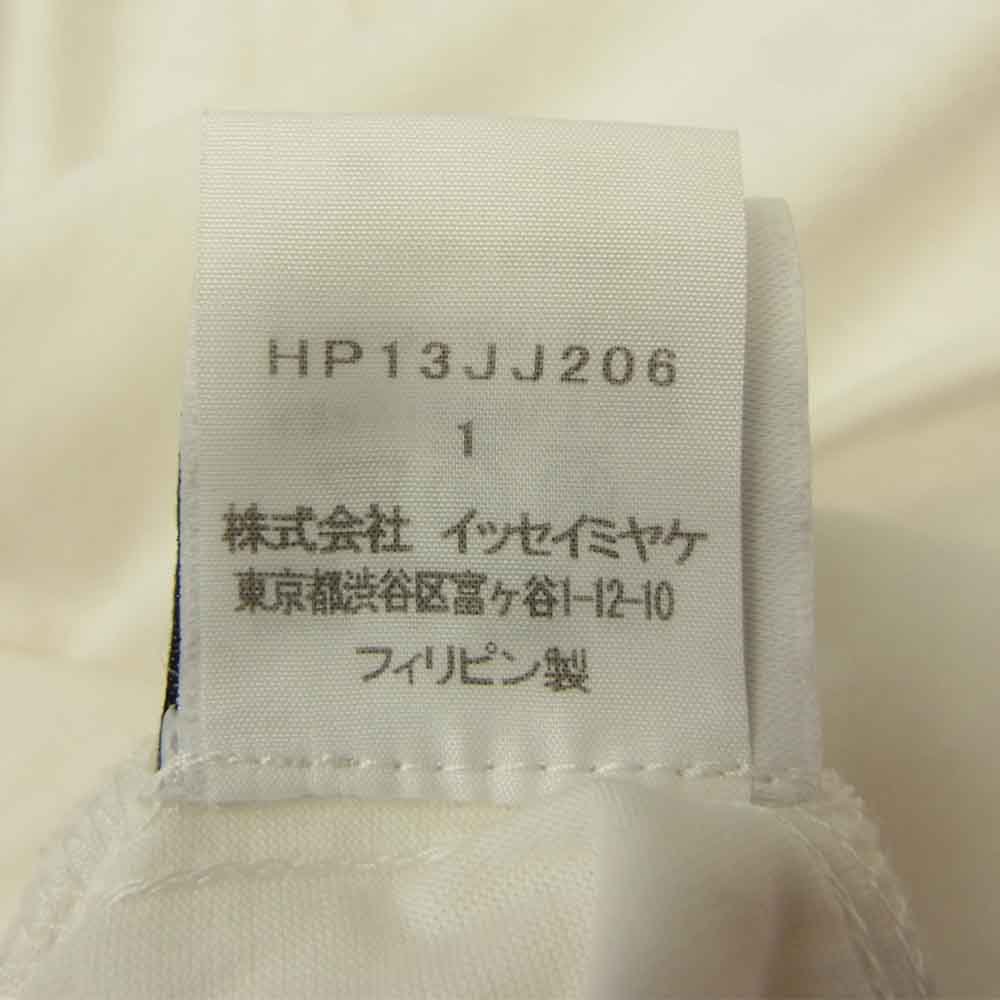 HP13JJ206
1
株式会社 イッセイミヤケ
東京都渋谷区富ヶ谷1-12-10
フィリピン製